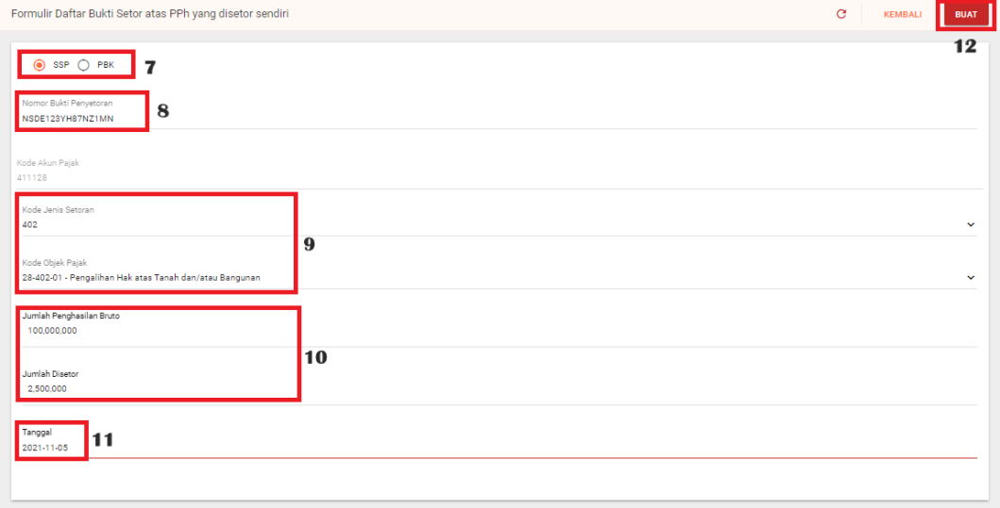 Formulir Daftar Bukti Setor atas PPh yang disetor sendiri KEMBALI BUAT
12
SSP PBK 7
Nomor Bukti Penyetoran
NSDE123YH87NZ1MN
8
Kode Akun Pajak
411128
Kode Jenis Setoran
402
9
Kode Objek Pajak
28-402-01 - Pengalihan Hak atas Tanah dan/atau Bangunan
Jumlah Penghasilan Bruto
100,000,000
10
Jumlah Disetor
2,500,000
Tanggal
2021-11-05
11